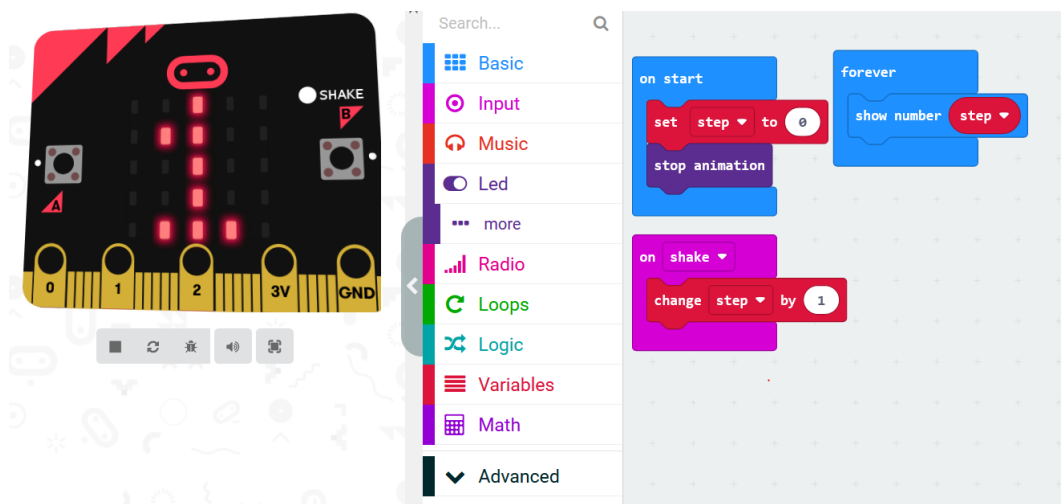 SHAKE
B
A
0 1 2 3V GND
Search...
Basic
Input
Music
Led
more
Radio
Loops
Logic
Variables
Math
Advanced
on start
set step to 0
stop animation
forever
show number step
on shake
change step by 1